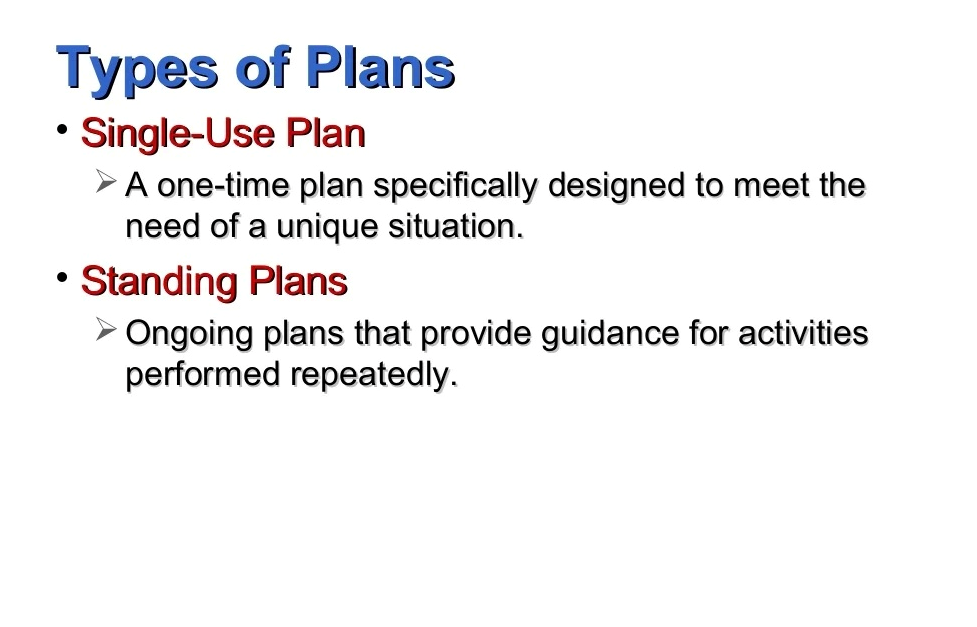 Types of Plans
• Single-Use Plan
➢ A one-time plan specifically designed to meet the
need of a unique situation.
• Standing Plans
➢ Ongoing plans that provide guidance for activities
performed repeatedly.